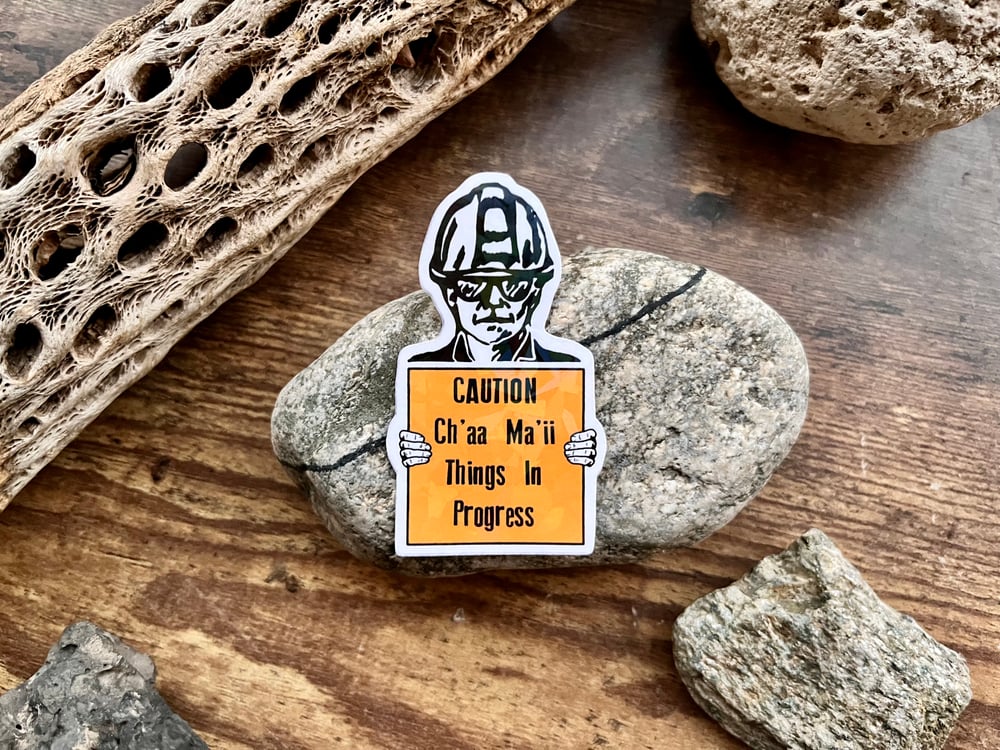 CAUTION
Ch'aa Ma'ii
Things In
Progress